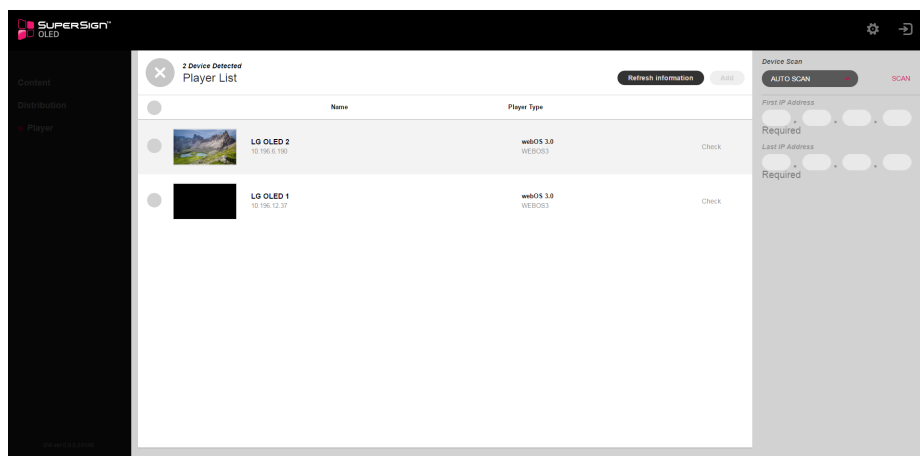 SUPERSIGN™
OLED
Content
Distribution
Player
2 Device Detected
Player List
Refresh information
Add
Name
Player Type
LG OLED 2
10.196.6.190
webOS 3.0
WEBOS3
Check
LG OLED 1
10.196.12.37
webOS 3.0
WEBOS3
Check
Device Scan
AUTO SCAN
SCAN
First IP Address
. . .
Required
Last IP Address
. . .
Required